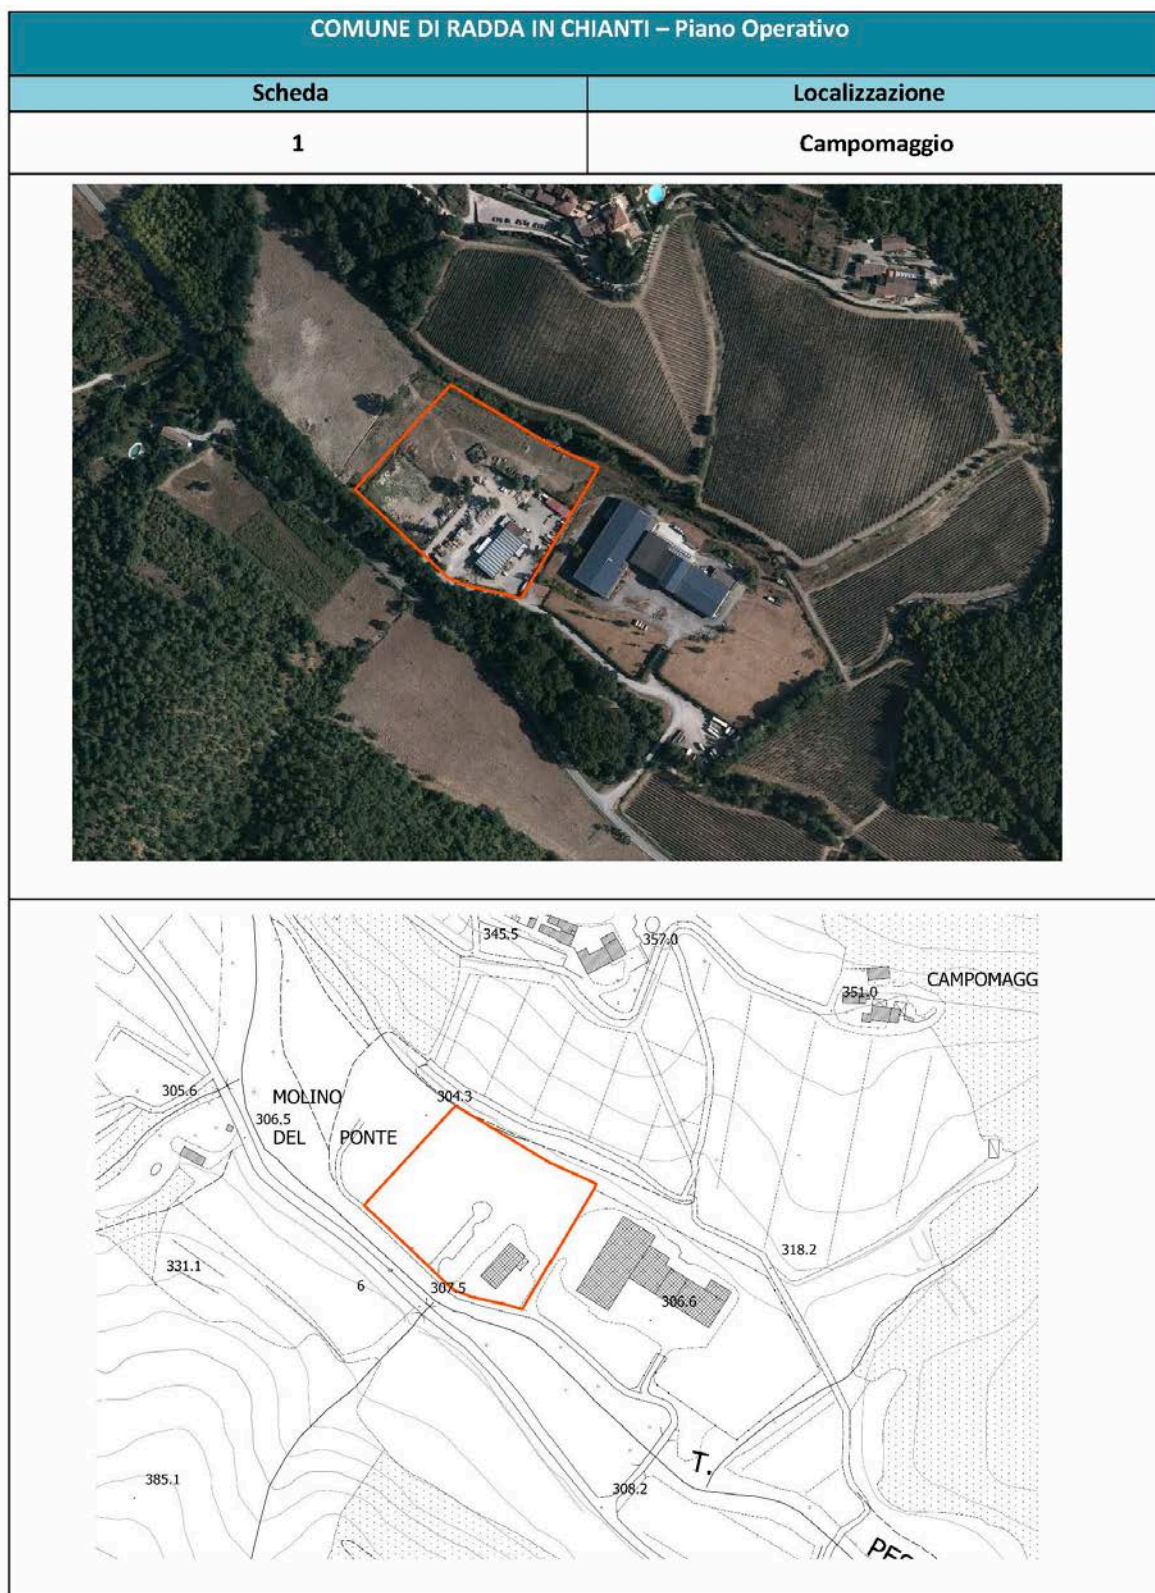 COMUNE DI RADDA IN CHIANTI – Piano Operativo
Scheda
Localizzazione
1
Campomaggio
345.5
357.0
351.0
CAMPOMAGG
305.6
MOLINO
304.3
306.5
DEL PONTE
331.1
6
307.5
318.2
306.6
385.1
308.2
T.
PES